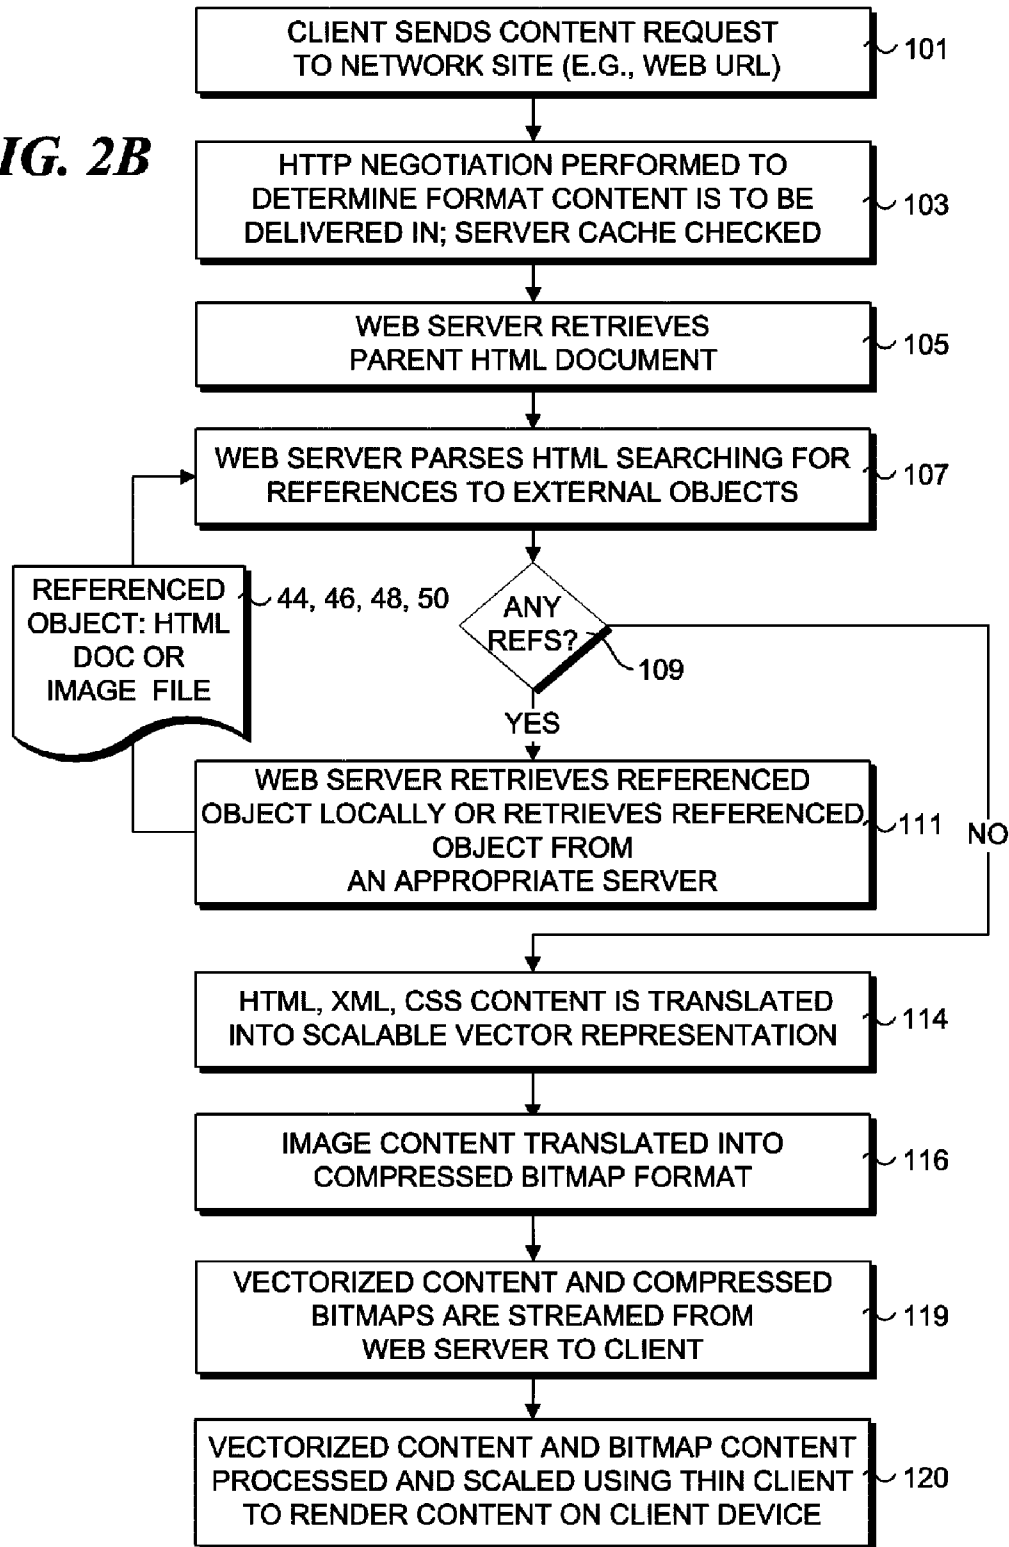 CLIENT SENDS CONTENT REQUEST
TO NETWORK SITE (E.G., WEB URL)
101
IG. 2B
HTTP NEGOTIATION PERFORMED TO
DETERMINE FORMAT CONTENT IS TO BE
DELIVERED IN; SERVER CACHE CHECKED
103
WEB SERVER RETRIEVES
PARENT HTML DOCUMENT
105
WEB SERVER PARSES HTML SEARCHING FOR
REFERENCES TO EXTERNAL OBJECTS
107
REFERENCED
OBJECT: HTML
DOC OR
IMAGE FILE
44, 46, 48, 50
ANY
REFS?
109
YES
WEB SERVER RETRIEVES REFERENCED
OBJECT LOCALLY OR RETRIEVES REFERENCED
OBJECT FROM
AN APPROPRIATE SERVER
111
NO
HTML, XML, CSS CONTENT IS TRANSLATED
INTO SCALABLE VECTOR REPRESENTATION
114
IMAGE CONTENT TRANSLATED INTO
COMPRESSED BITMAP FORMAT
116
VECTORIZED CONTENT AND COMPRESSED
BITMAPS ARE STREAMED FROM
WEB SERVER TO CLIENT
119
VECTORIZED CONTENT AND BITMAP CONTENT
PROCESSED AND SCALED USING THIN CLIENT
TO RENDER CONTENT ON CLIENT DEVICE
120